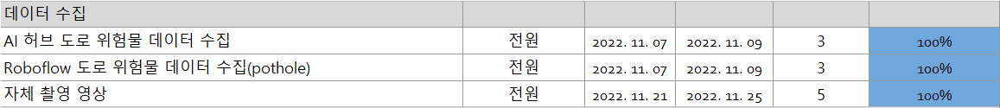 데이터 수집
AI 허브 도로 위험물 데이터 수집 전원 2022. 11. 07 2022. 11. 09 3 100%
Roboflow 도로 위험물 데이터 수집(pothole) 전원 2022. 11. 07 2022. 11. 09 3 100%
자체 촬영 영상 전원 2022. 11. 21 2022. 11. 25 5 100%